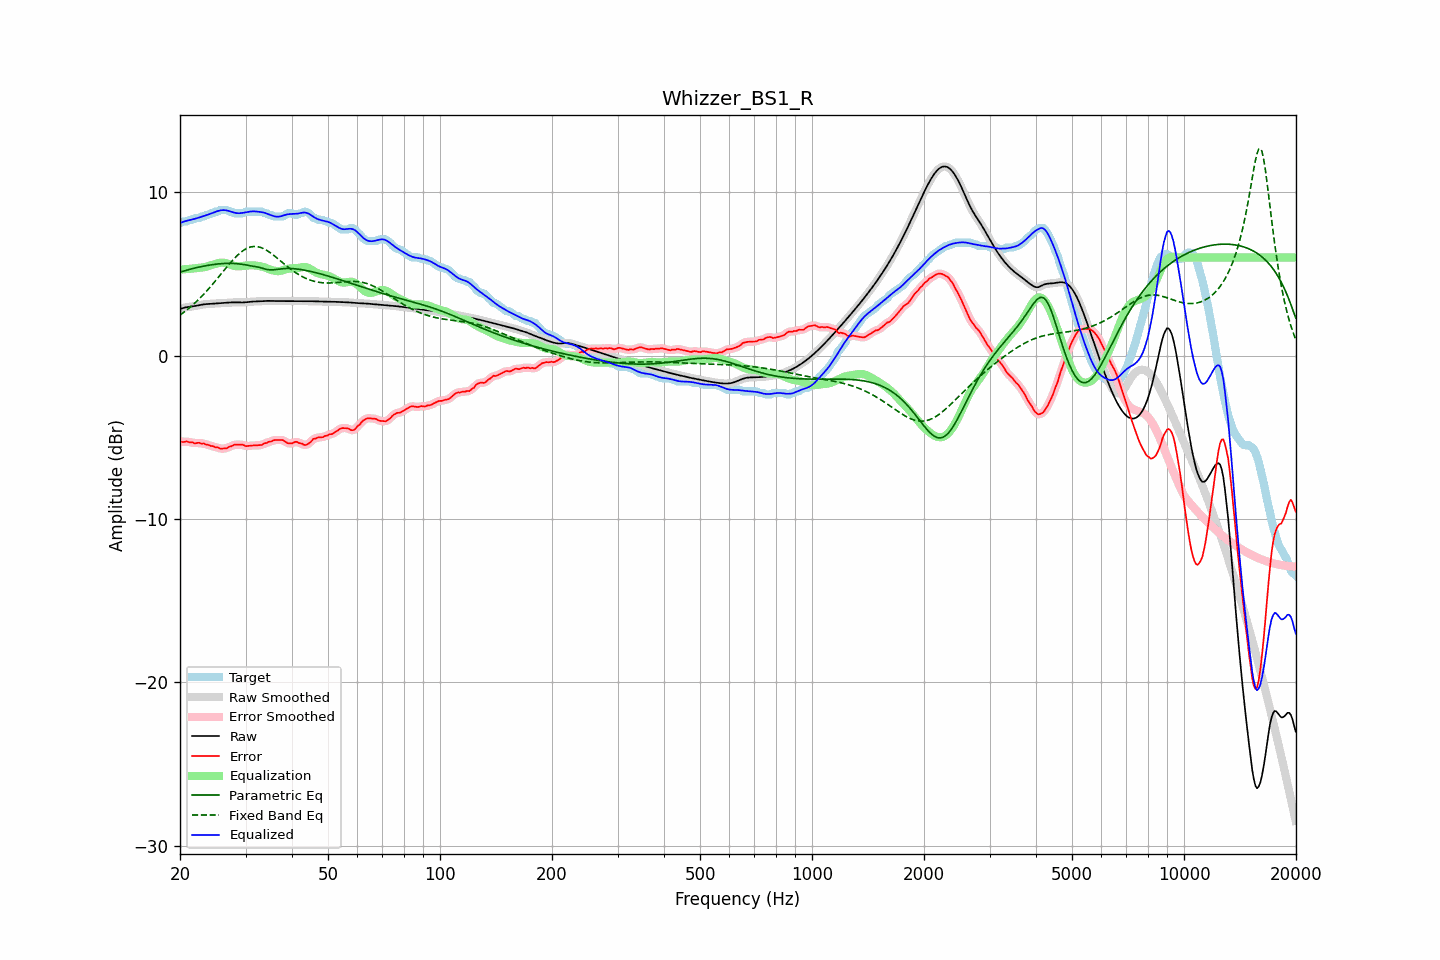 Whizzer_BS1_R
10
0
−10
−20
−30
Amplitude (dBr)
Target
Raw Smoothed
Error Smoothed
Raw
Error
Equalization
Parametric Eq
Fixed Band Eq
Equalized
20 50 100 200 500 1000 2000 5000 10000 20000
Frequency (Hz)